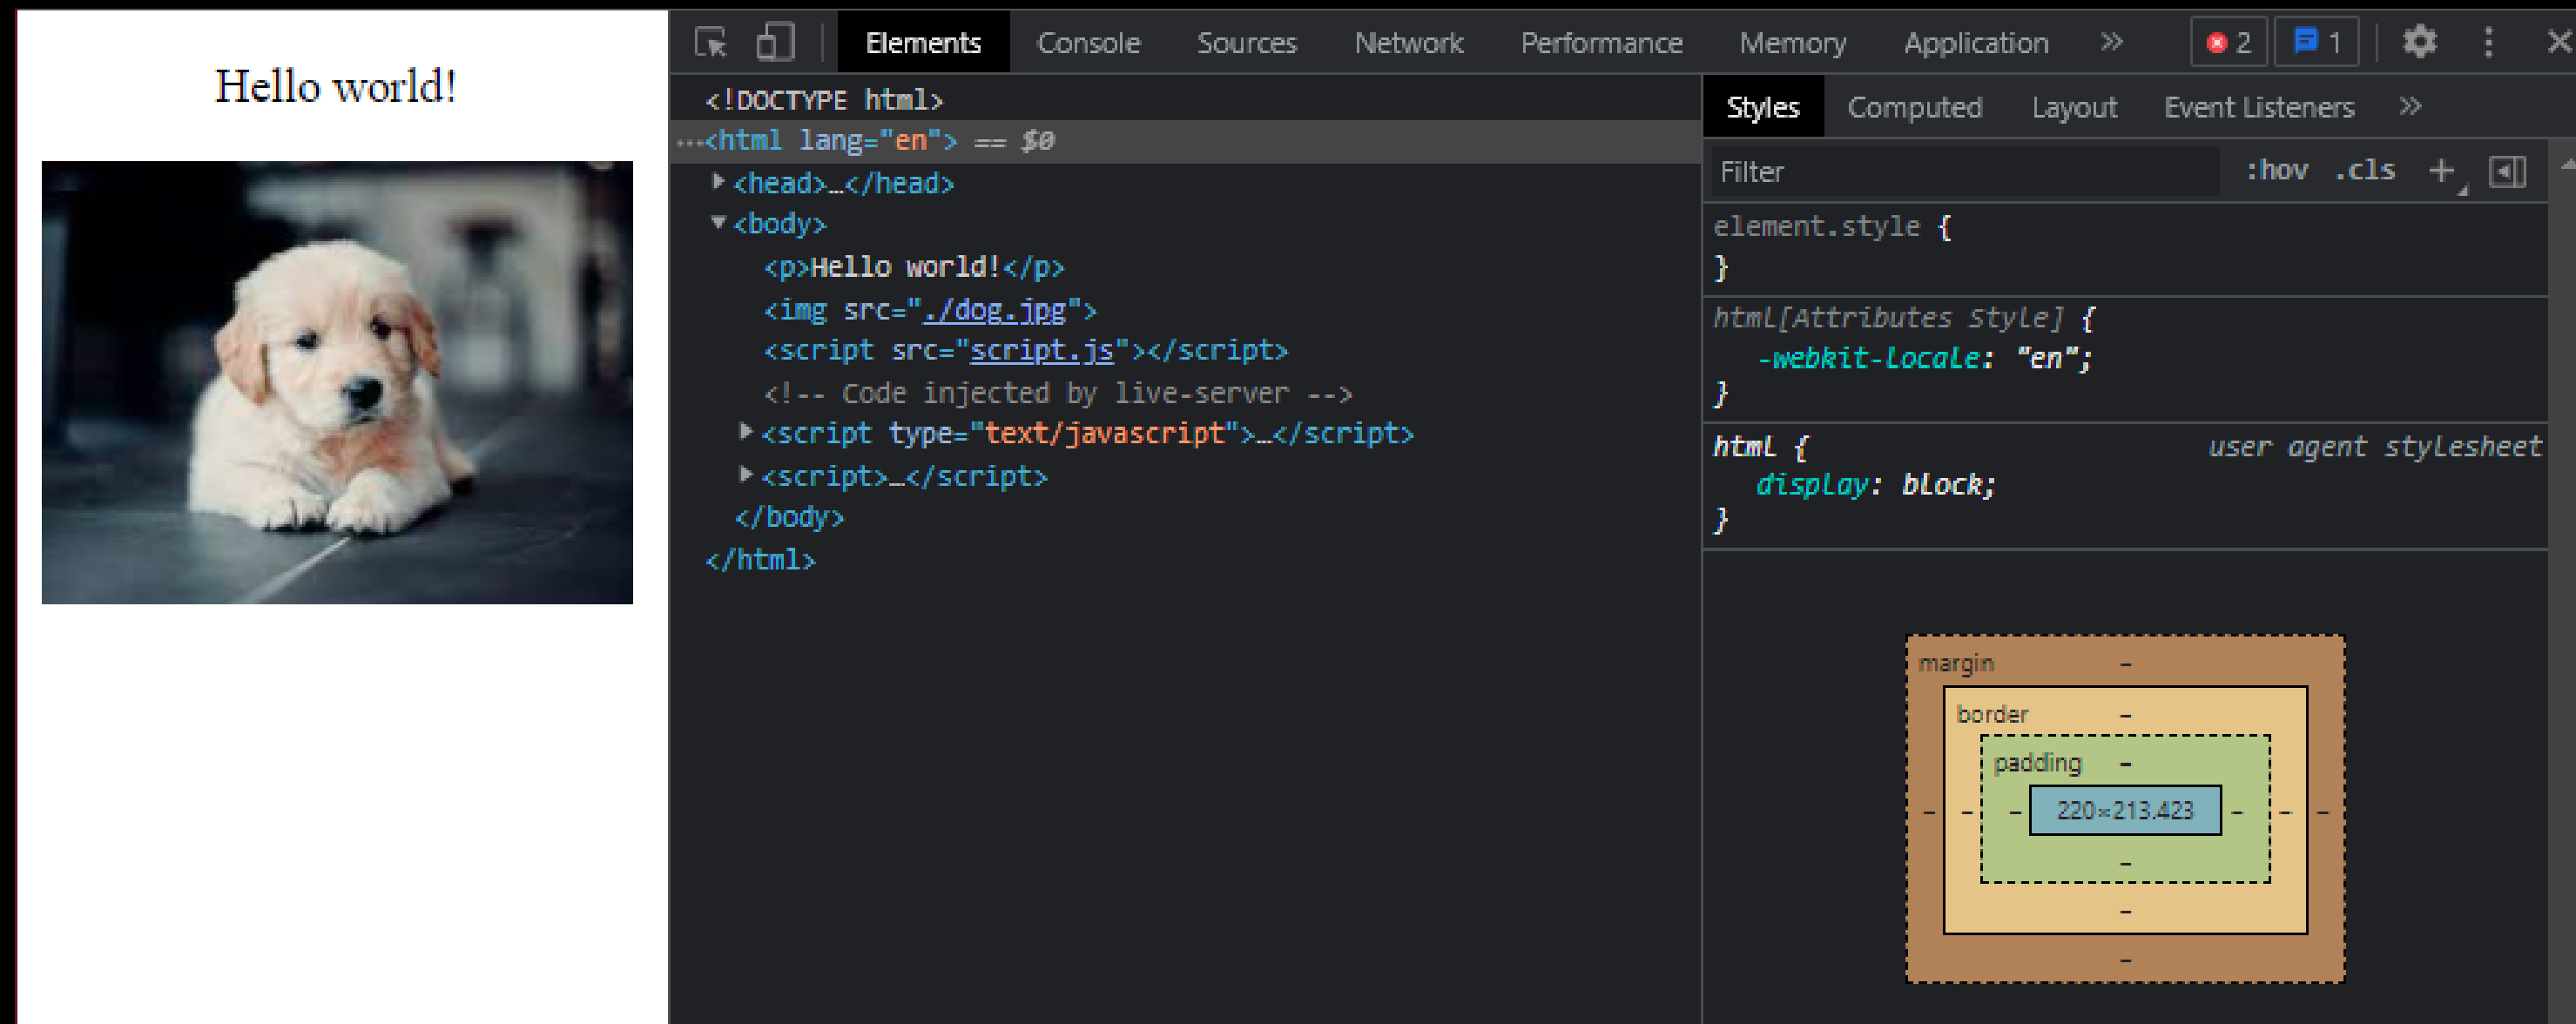 Hello world!
Elements Console Sources Network Performance Memory Application » 2 1
<!DOCTYPE html>
…<html lang="en"> == $0
<head>…</head>
<body>
<p>Hello world!</p>
<img src="./dog.jpg">
<script src="script.js"></script>
<!-- Code injected by live-server -->
<script type="text/javascript">…</script>
<script>…</script>
</body>
</html>
Styles Computed Layout Event Listeners »
Filter :hov .cls +
element.style {
}
html[Attributes Style] {
-webkit-locale: "en";
}
html { user agent stylesheet
display: block;
}
margin –
border –
padding –
– – – 220×213.423 – – –
–
–
–